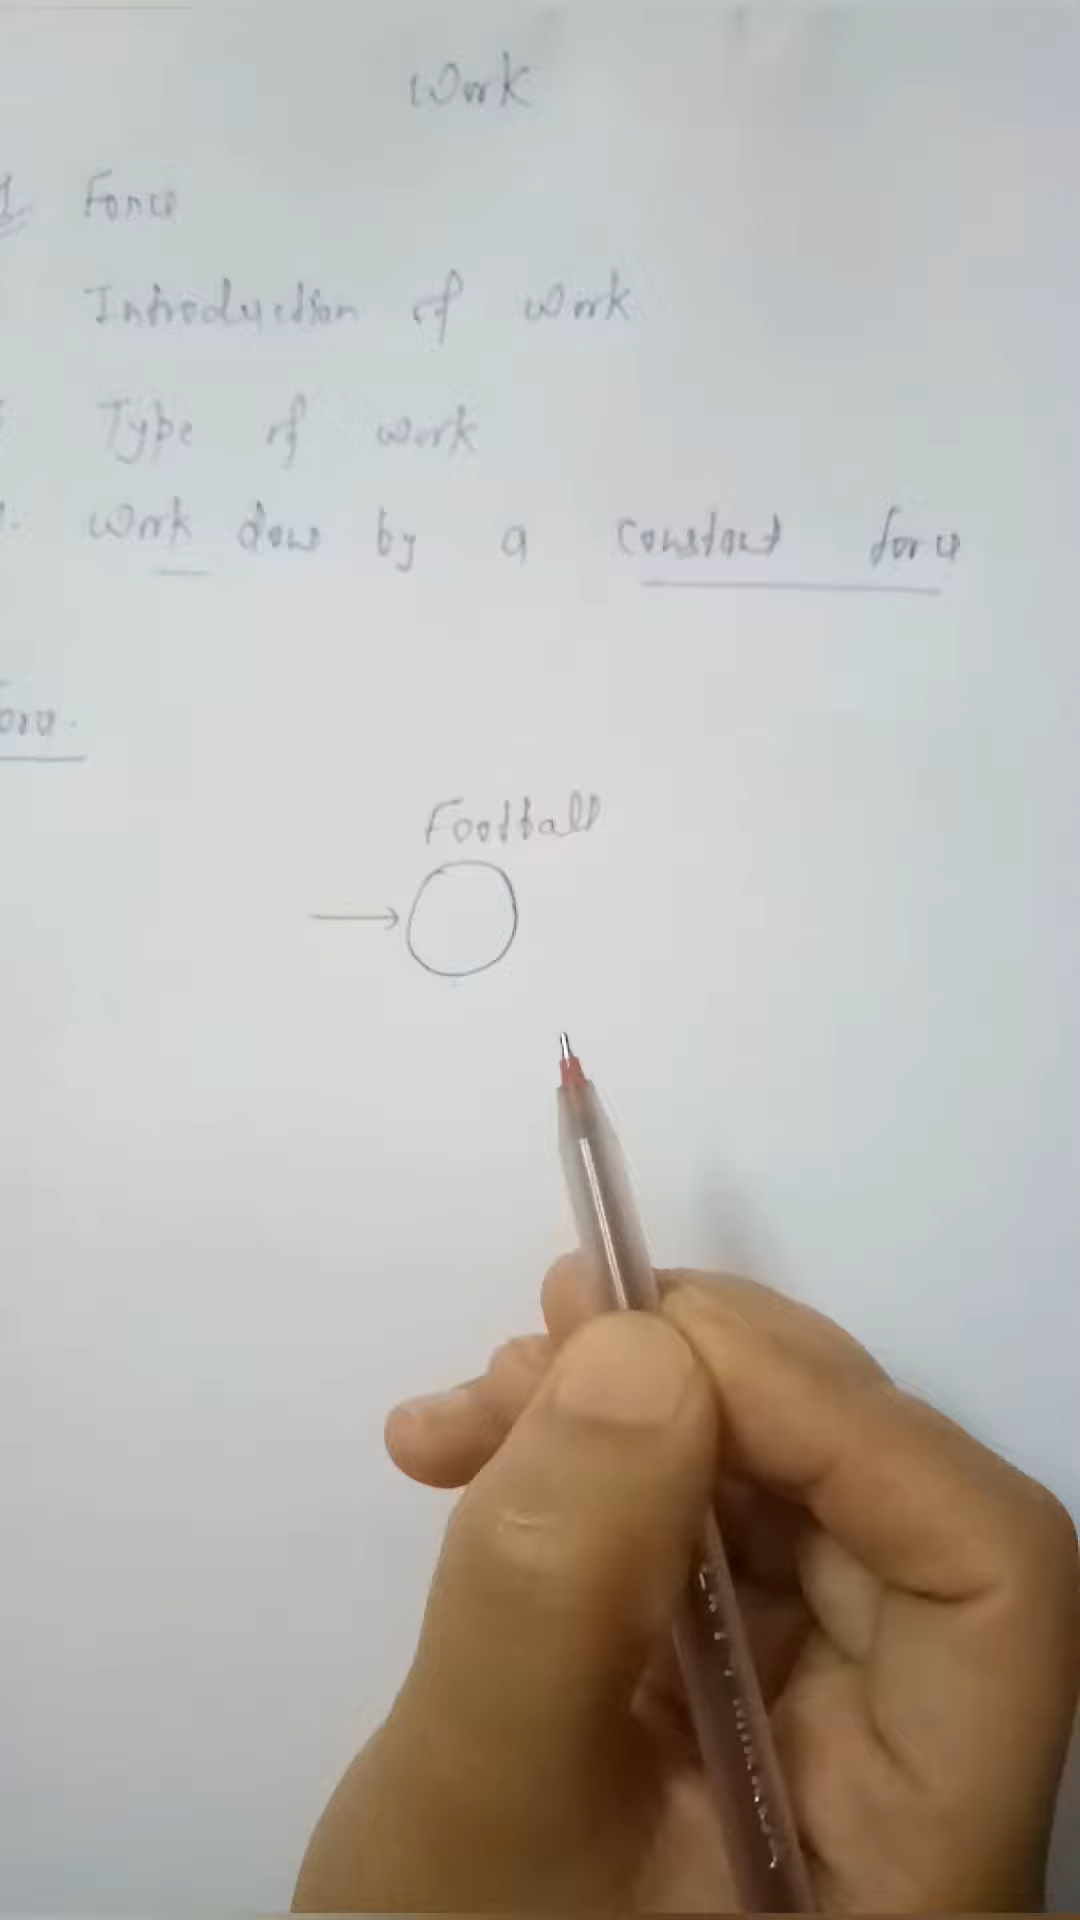 Work
1. Force
Introduction of work
Type of work
work done by a constant force
Football